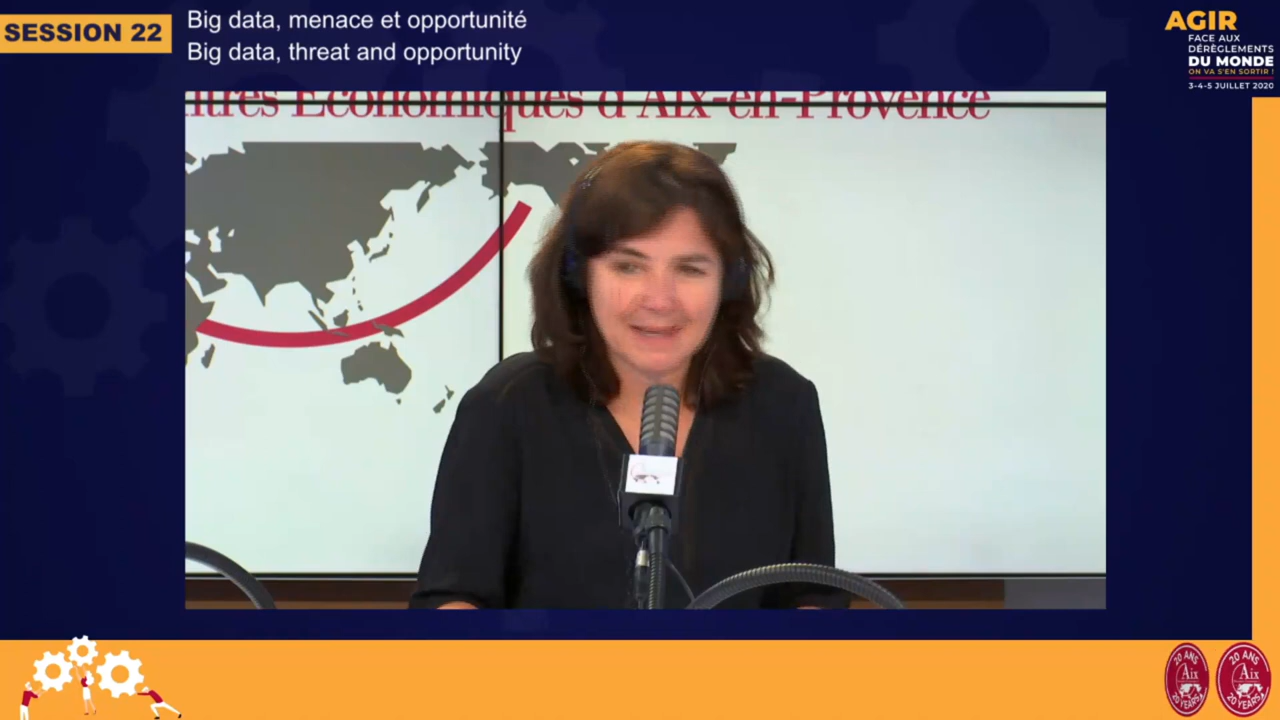 SESSION 22
Big data, menace et opportunité
Big data, threat and opportunity
AGIR
FACE AUX
DÉRÈGLEMENTS
DU MONDE
ON VA S'EN SORTIR !
3-4-5 JUILLET 2020
ntres Économiques d'Aix-en-Provence
20 ANS
Aix
20 YEARS
20 ANS
Aix
20 YEARS